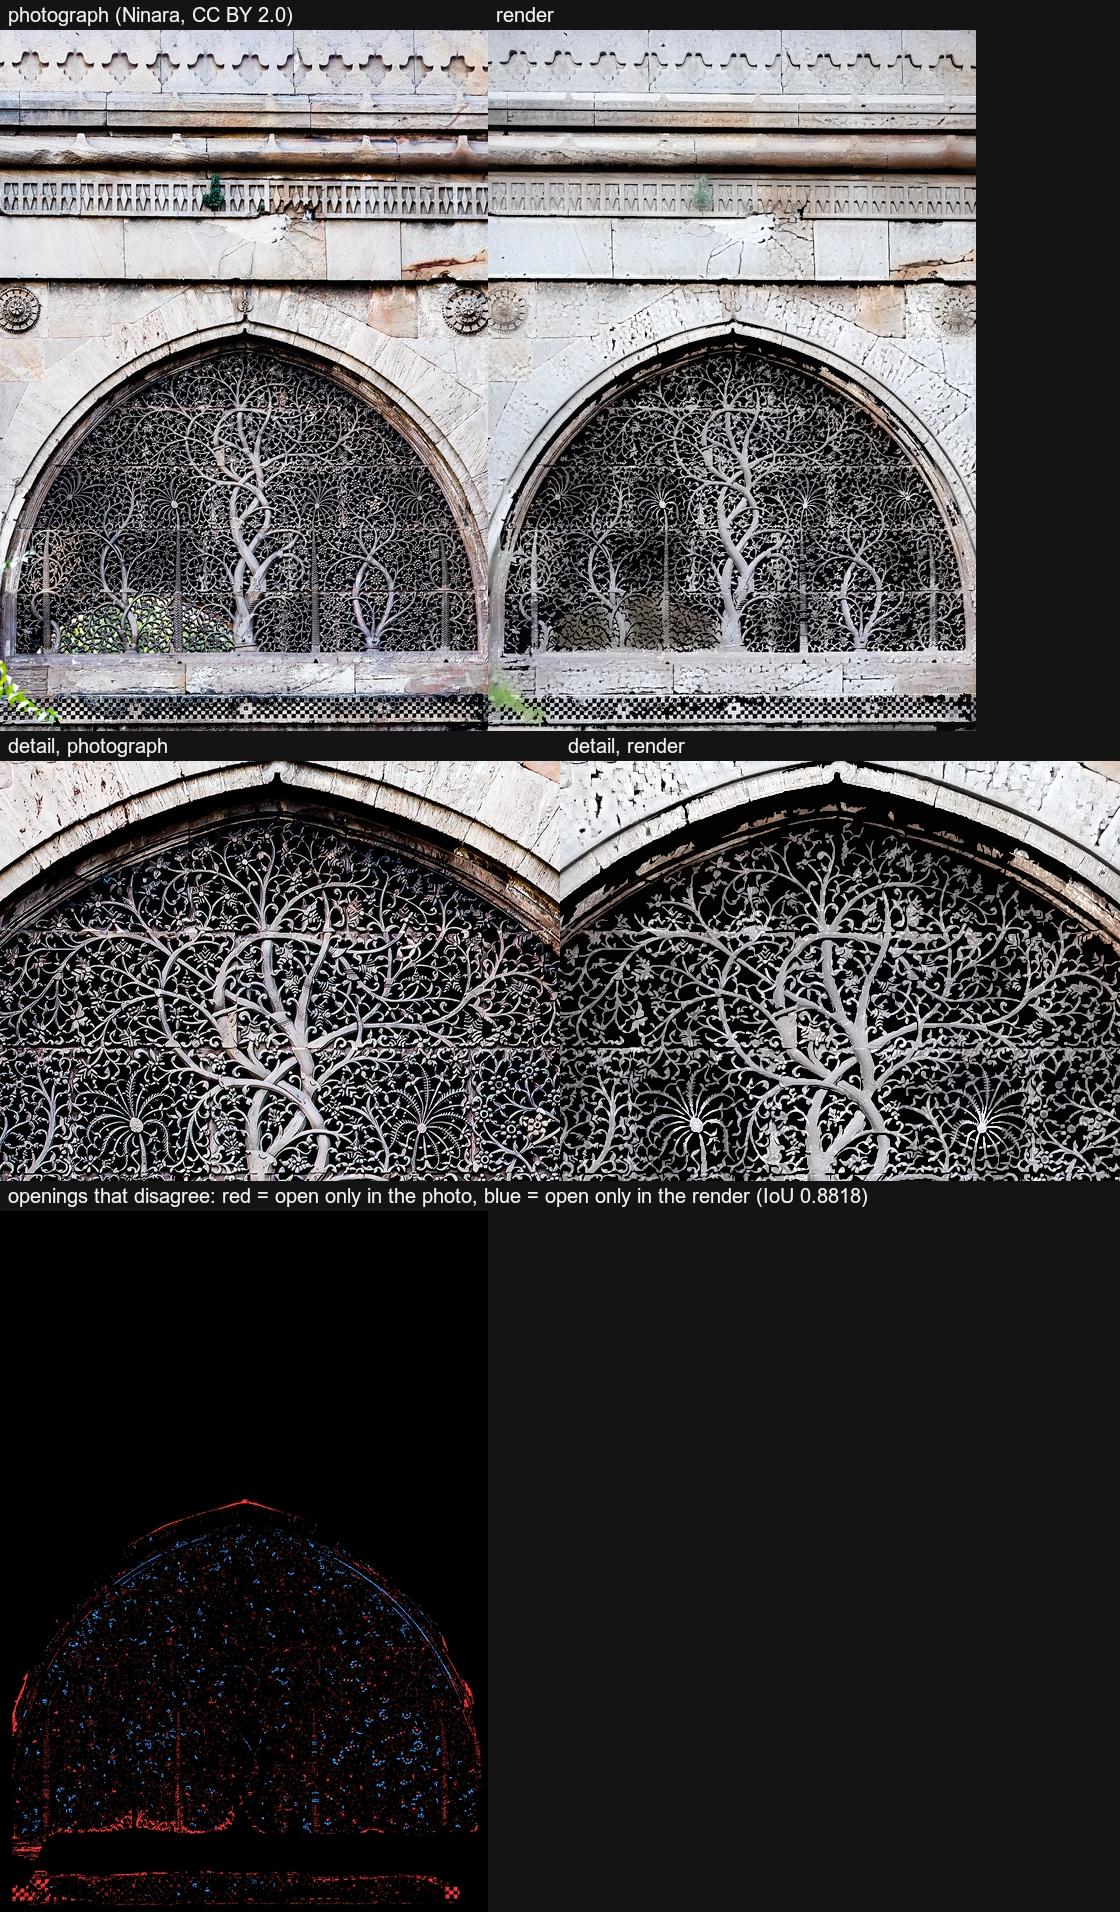 photograph (Ninara, CC BY 2.0)
render
detail, photograph
detail, render
openings that disagree: red = open only in the photo, blue = open only in the render (IoU 0.8818)